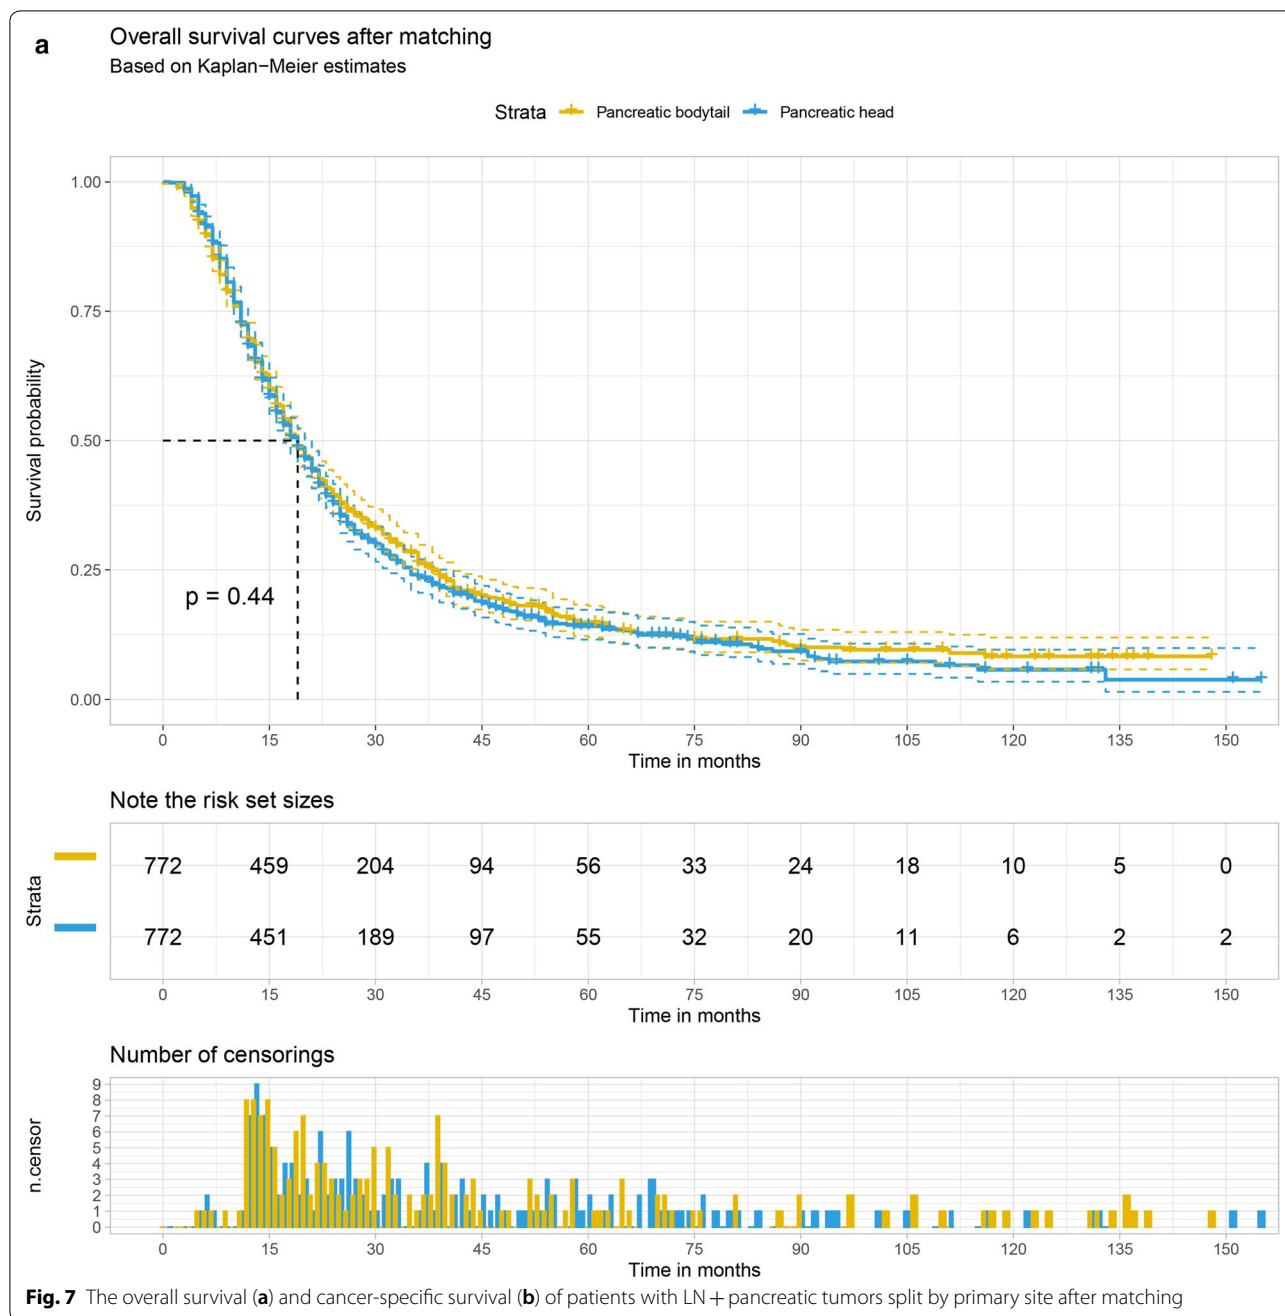 a
Overall survival curves after matching
Based on Kaplan−Meier estimates
Strata Pancreatic bodytail Pancreatic head
Survival probability
1.00
0.75
0.50
0.25
0.00
p = 0.44
0 15 30 45 60 75 90 105 120 135 150
Time in months
Note the risk set sizes
Strata
772 459 204 94 56 33 24 18 10 5 0
772 451 189 97 55 32 20 11 6 2 2
0 15 30 45 60 75 90 105 120 135 150
Time in months
Number of censorings
n.censor
9
8
7
6
5
4
3
2
1
0
0 15 30 45 60 75 90 105 120 135 150
Time in months
Fig. 7 The overall survival (a) and cancer-specific survival (b) of patients with LN + pancreatic tumors split by primary site after matching